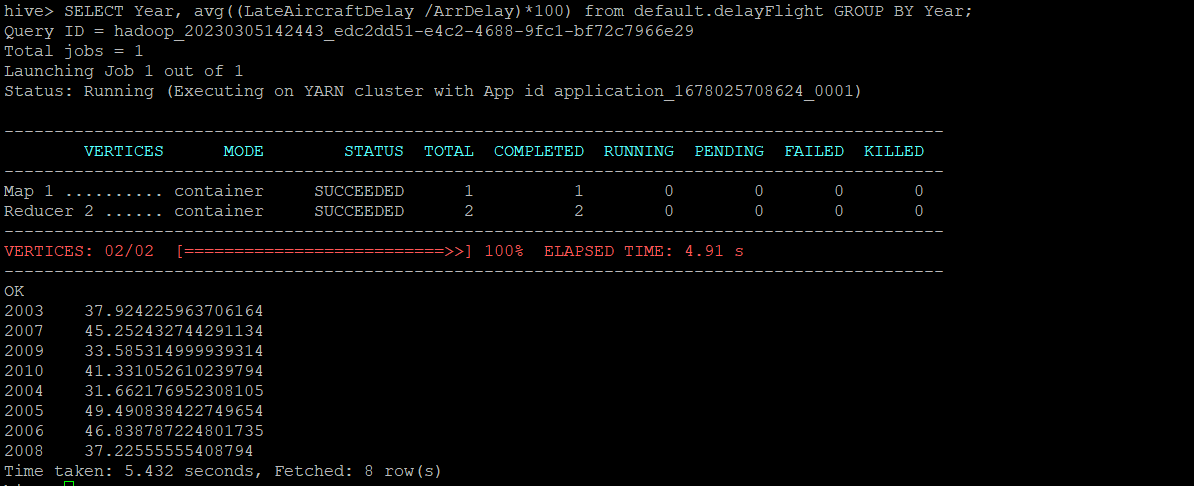 hive> SELECT Year, avg((LateAircraftDelay /ArrDelay)*100) from default.delayFlight GROUP BY Year;
Query ID = hadoop_20230305142443_edc2dd51-e4c2-4688-9fc1-bf72c7966e29
Total jobs = 1
Launching Job 1 out of 1
Status: Running (Executing on YARN cluster with App id application_1678025708624_0001)
----------------------------------------------------------------------------------------------
        VERTICES      MODE        STATUS  TOTAL  COMPLETED  RUNNING  PENDING  FAILED  KILLED
----------------------------------------------------------------------------------------------
Map 1 .......... container     SUCCEEDED      1          1        0        0       0       0
Reducer 2 ...... container     SUCCEEDED      2          2        0        0       0       0
----------------------------------------------------------------------------------------------
VERTICES: 02/02  [==========================>>] 100%  ELAPSED TIME: 4.91 s
----------------------------------------------------------------------------------------------
OK
2003    37.924225963706164
2007    45.252432744291134
2009    33.585314999939314
2010    41.331052610239794
2004    31.662176952308105
2005    49.490838422749654
2006    46.838787224801735
2008    37.22555555408794
Time taken: 5.432 seconds, Fetched: 8 row(s)